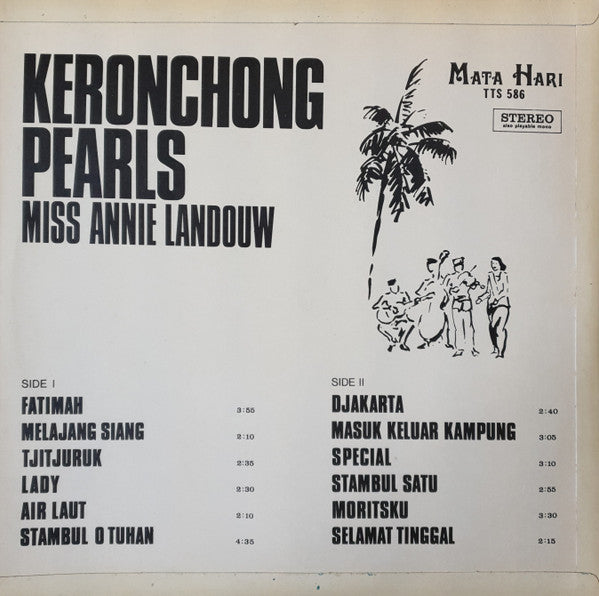 KERONCHONG
PEARLS
MISS ANNIE LANDOUW
MATA HARI
TTS 586
STEREO
also playable mono
SIDE I
FATIMAH 3:55
MELAJANG SIANG 2:10
TJITJURUK 2:35
LADY 2:30
AIR LAUT 2:10
STAMBUL O TUHAN 4:35
SIDE II
DJAKARTA 2:40
MASUK KELUAR KAMPUNG 3:05
SPECIAL 3:10
STAMBUL SATU 2:55
MORITSKU 3:30
SELAMAT TINGGAL 2:15